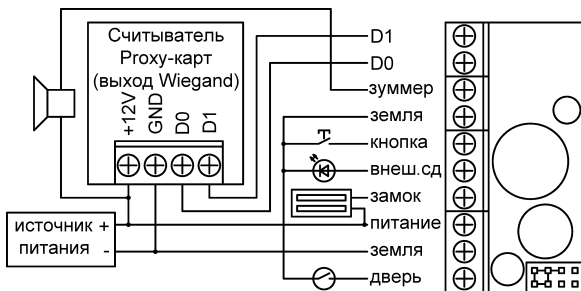 Считыватель
Proxy-карт
(выход Wiegand)
+12V
GND
D0
D1
источник +
питания -
D1
D0
зуммер
земля
кнопка
внеш.сд
замок
питание
земля
дверь